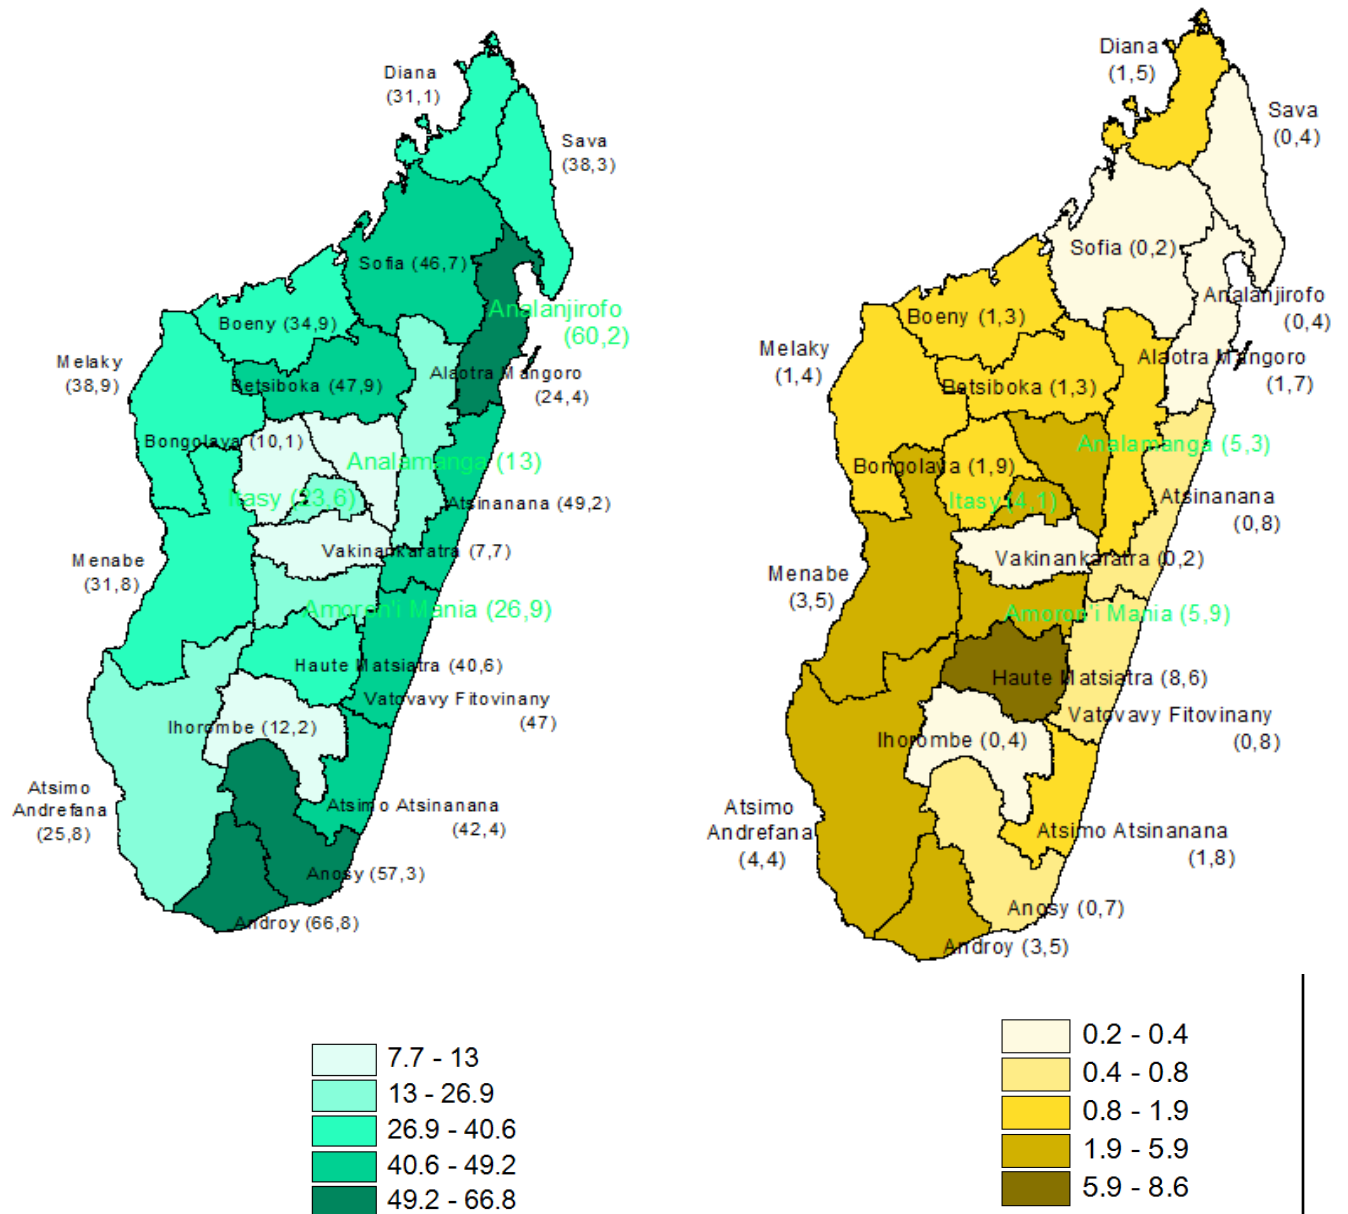 Diana
(31,1)
Sava
(38,3)
Sofia (46,7)
Analanjirofo
(60,2)
Boeny (34,9)
Melaky
(38,9)
Betsiboka (47,9)
Alaotra Mangoro
(24,4)
Bongolava (10,1)
Analamanga (13)
Itasy (23,6)
Atsinanana (49,2)
Vakinankaratra (7,7)
Menabe
(31,8)
Amoron'i Mania (26,9)
Haute Matsiatra (40,6)
Vatovavy Fitovinany
(47)
Ihorombe (12,2)
Atsimo
Andrefana
(25,8)
Atsimo Atsinanana
(42,4)
Anosy (57,3)
Androy (66,8)
7.7 - 13
13 - 26.9
26.9 - 40.6
40.6 - 49.2
49.2 - 66.8
Diana
(1,5)
Sava
(0,4)
Sofia (0,2)
Analanjirofo
(0,4)
Boeny (1,3)
Melaky
(1,4)
Alaotra Mangoro
(1,7)
Betsiboka (1,3)
Analamanga (5,3)
Bongolava (1,9)
Itasy (4,1)
Atsinanana
(0,8)
Vakinankaratra (0,2)
Menabe
(3,5)
Amoron'i Mania (5,9)
Haute Matsiatra (8,6)
Vatovavy Fitovinany
(0,8)
Ihorombe (0,4)
Atsimo
Andrefana
(4,4)
Atsimo Atsinanana
(1,8)
Anosy (0,7)
Androy (3,5)
0.2 - 0.4
0.4 - 0.8
0.8 - 1.9
1.9 - 5.9
5.9 - 8.6